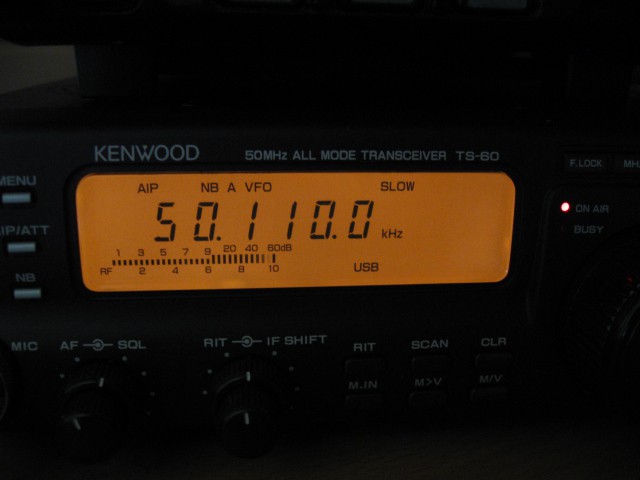 KENWOOD 50MHz ALL MODE TRANSCEIVER TS-60
F.LOCK
MENU
AIP NB A VFO SLOW
ON AIR
50.110.0 kHz
BUSY
IP/ATT
1 3 5 7 9 20 40 60dB
RF 2 4 6 8 10
USB
NB
MIC AF SQL RIT IF SHIFT RIT SCAN CLR
M.IN M>V M/V